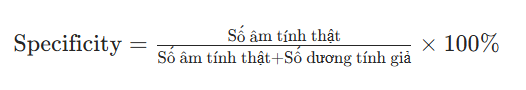 Specificity = Số âm tính thật / Số âm tính thật+Số dương tính giả × 100%